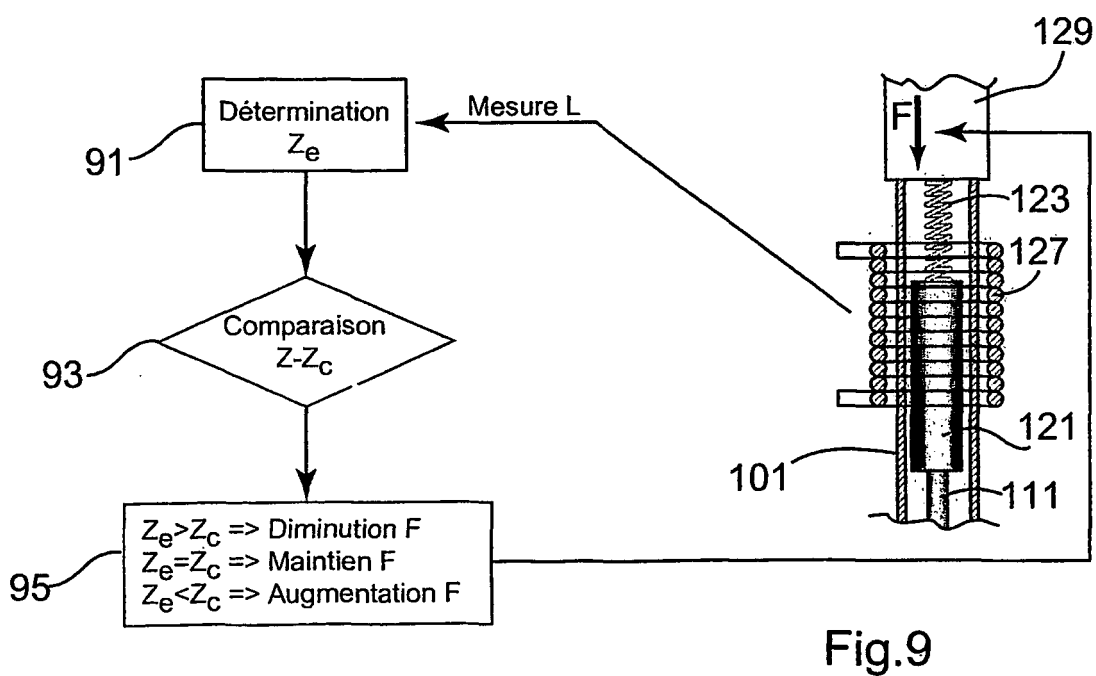 129
Détermination
Ze
Mesure L
F
91
123
127
Comparaison
Z-Zc
93
121
101
111
Ze>Zc => Diminution F
Ze=Zc => Maintien F
Ze<Zc => Augmentation F
95
Fig.9